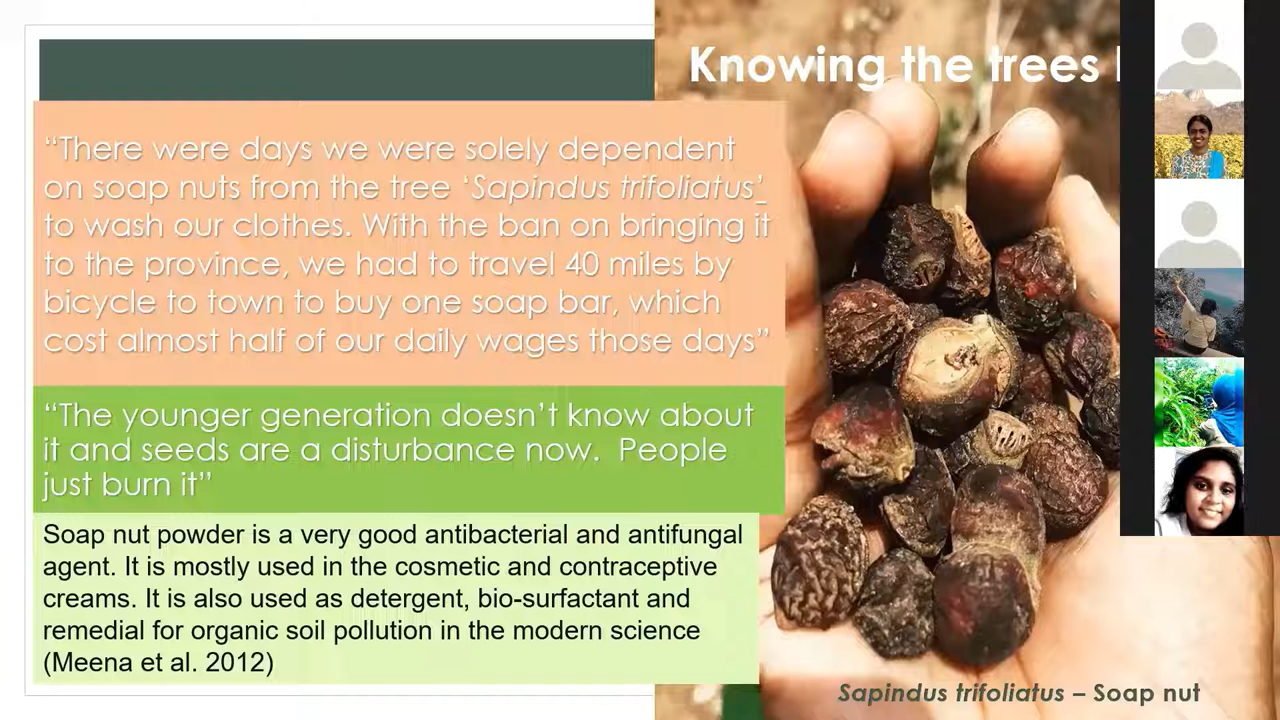 Knowing the trees
“There were days we were solely dependent
on soap nuts from the tree ‘Sapindus trifoliatus’
to wash our clothes. With the ban on bringing it
to the province, we had to travel 40 miles by
bicycle to town to buy one soap bar, which
cost almost half of our daily wages those days”
“The younger generation doesn’t know about
it and seeds are a disturbance now. People
just burn it”
Soap nut powder is a very good antibacterial and antifungal
agent. It is mostly used in the cosmetic and contraceptive
creams. It is also used as detergent, bio-surfactant and
remedial for organic soil pollution in the modern science
(Meena et al. 2012)
Sapindus trifoliatus – Soap nut